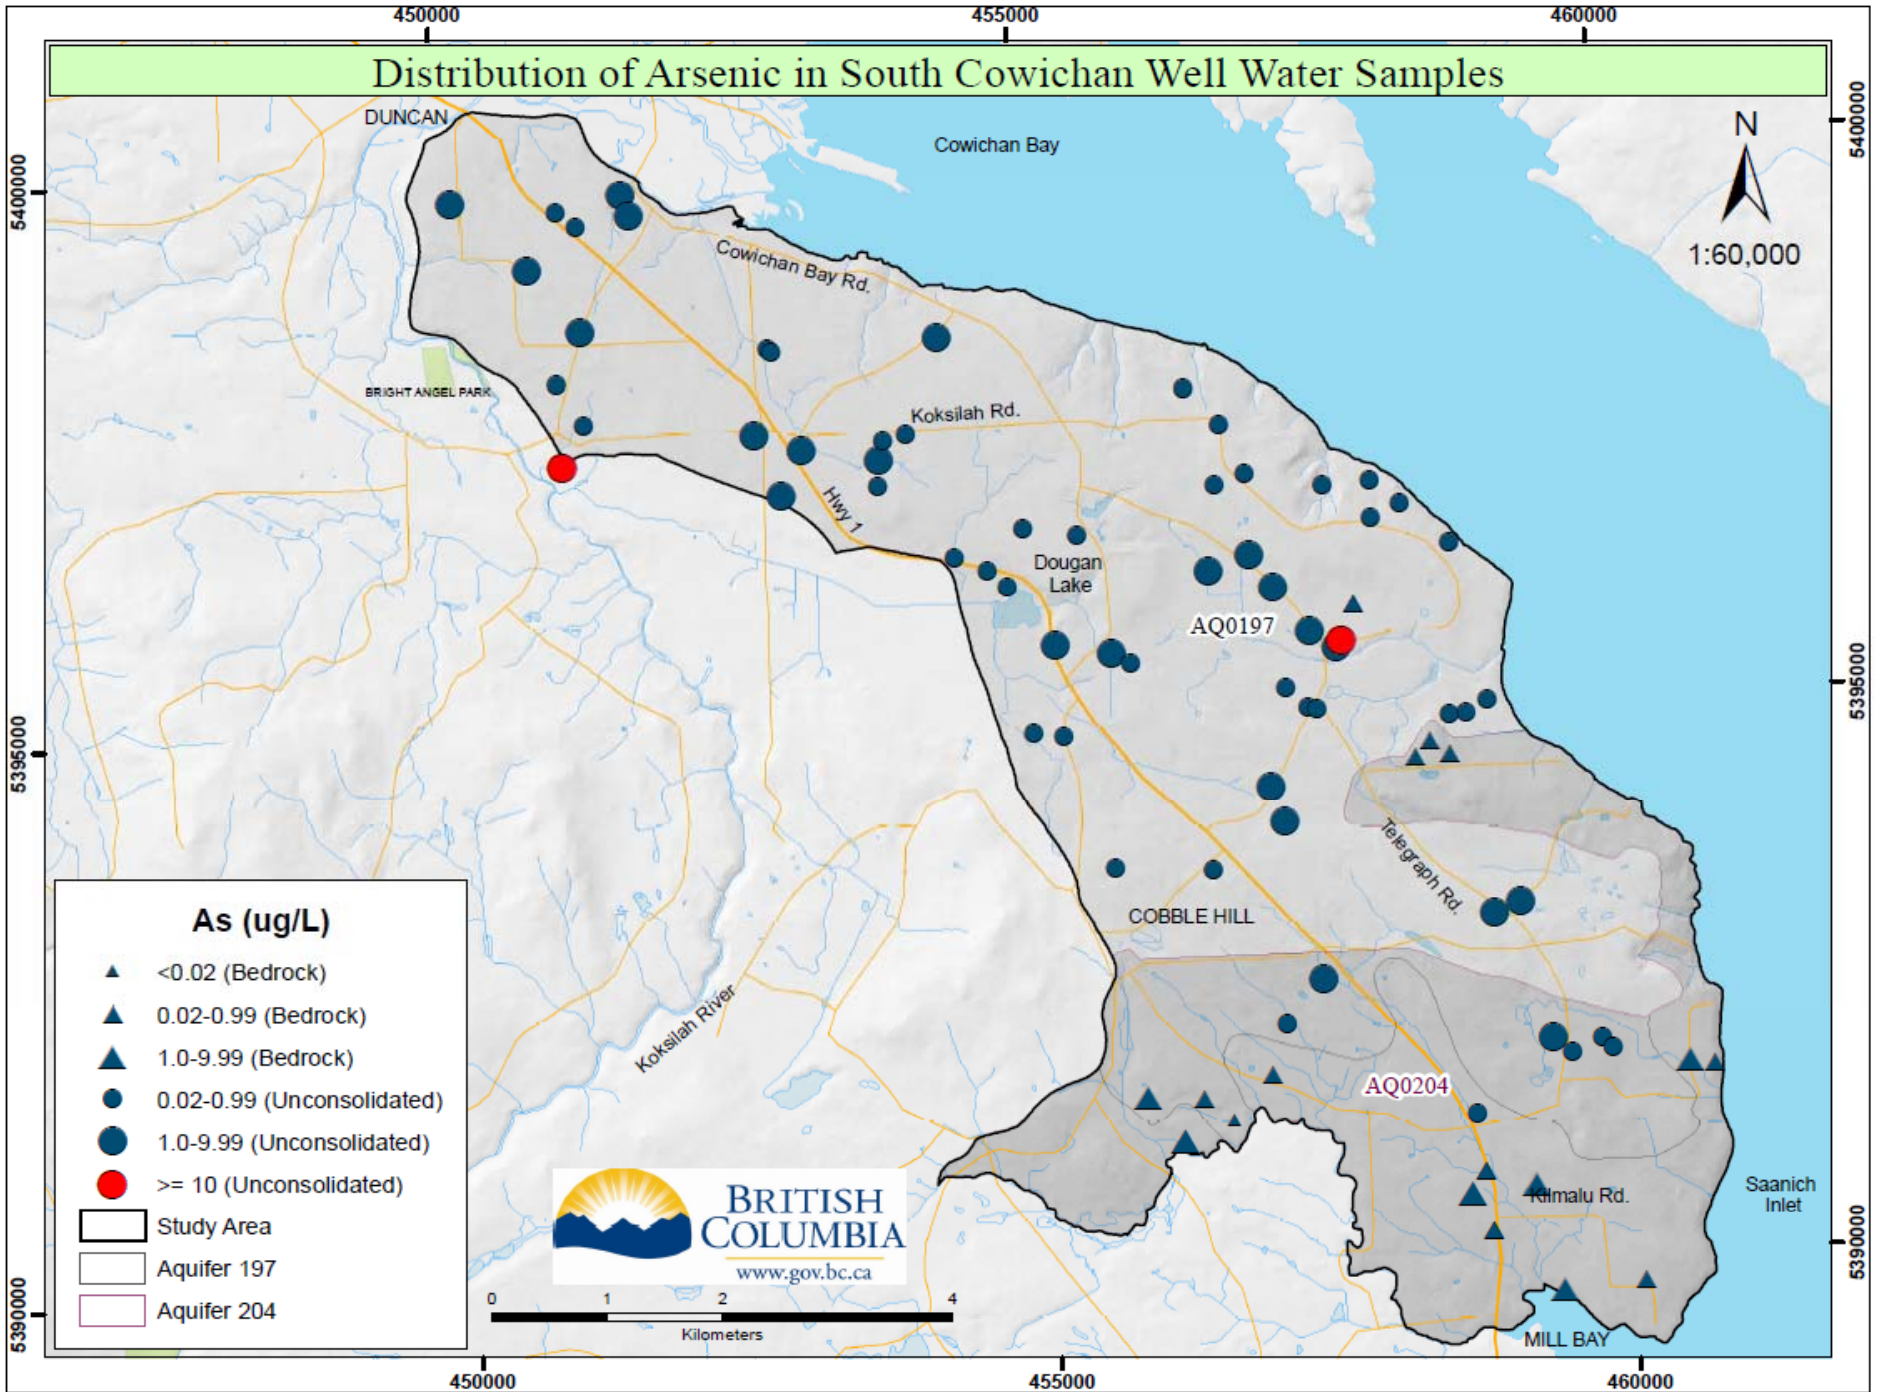 450000
455000
460000
Distribution of Arsenic in South Cowichan Well Water Samples
5400000
5400000
DUNCAN
Cowichan Bay
N
1:60,000
Cowichan Bay Rd.
BRIGHT ANGEL PARK
Koksilah Rd.
Hwy 1
Dougan
Lake
AQ0197
5395000
5395000
Telegraph Rd.
COBBLE HILL
Koksilah River
AQ0204
Kilmalu Rd.
Saanich
Inlet
MILL BAY
5390000
5390000
As (ug/L)
<0.02 (Bedrock)
0.02-0.99 (Bedrock)
1.0-9.99 (Bedrock)
0.02-0.99 (Unconsolidated)
1.0-9.99 (Unconsolidated)
>= 10 (Unconsolidated)
Study Area
Aquifer 197
Aquifer 204
BRITISH
COLUMBIA
www.gov.bc.ca
0 1 2 4
Kilometers
450000
455000
460000